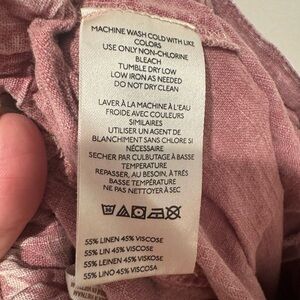 MACHINE WASH COLD WITH LIKE
COLORS
USE ONLY NON-CHLORINE
BLEACH
TUMBLE DRY LOW
LOW IRON AS NEEDED
DO NOT DRY CLEAN
LAVER À LA MACHINE À L'EAU
FROIDE AVEC COULEURS
SIMILAIRES
UTILISER UN AGENT DE
BLANCHIMENT SANS CHLORE SI
NÉCESSAIRE
SECHER PAR CULBUTAGE À BASSE
TEMPÉRATURE
REPASSER, AU BESOIN, À TRÈS
BASSE TEMPÉRATURE
NE PAS NETTOYER À SEC
55% LINEN 45% VISCOSE
55% LIN 45% VISCOSE
55% LEINEN 45% VISKOSE
55% LINO 45% VISCOSA